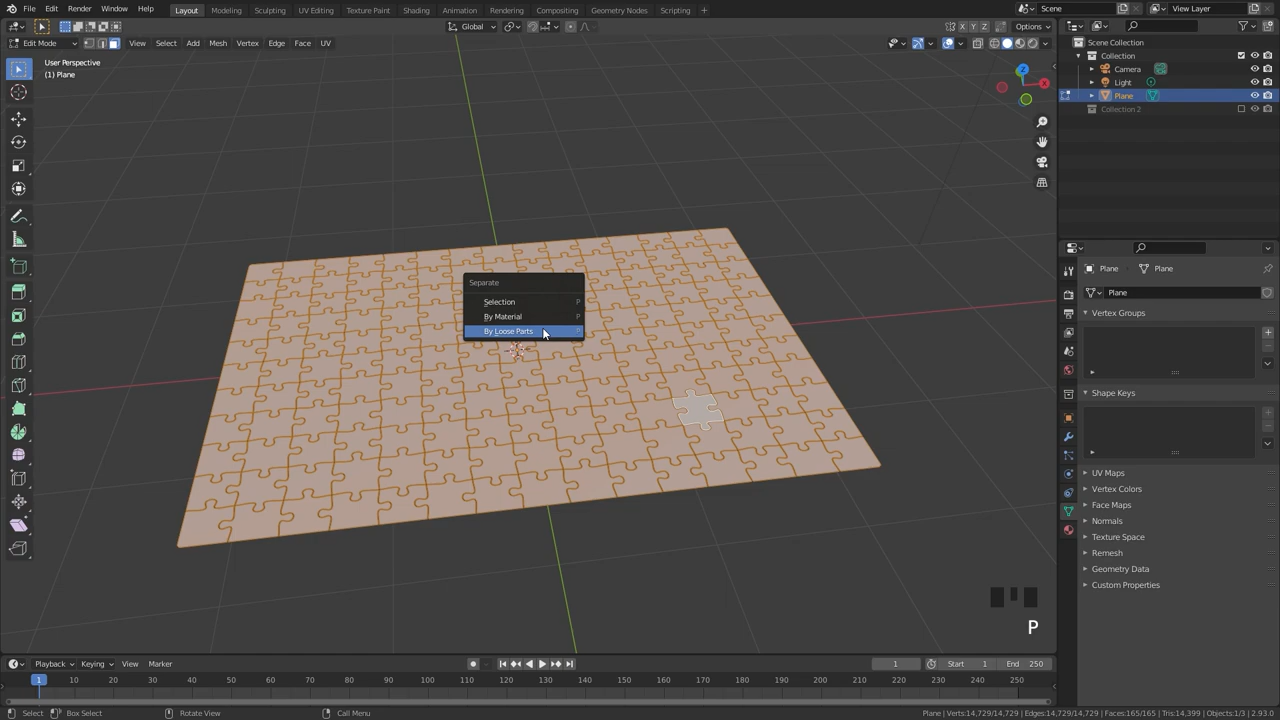 File Edit Render Window Help Layout Modeling Sculpting UV Editing Texture Paint Shading Animation Rendering Compositing Geometry Nodes Scripting Scene View Layer
Global X Y Z Options
Edit Mode View Select Add Mesh Vertex Edge Face UV
User Perspective
(1) Plane
Scene Collection
Collection
Camera
Light
Plane
Collection 2
Z
X
Separate
Selection P
By Material P
By Loose Parts P
Plane Plane
Plane
Vertex Groups
Shape Keys
UV Maps
Vertex Colors
Face Maps
Normals
Texture Space
Remesh
Geometry Data
Custom Properties
P
Playback Keying View Marker 1 Start 1 End 250
1 10 20 30 40 50 60 70 80 90 100 110 120 130 140 150 160 170 180 190 200 210 220 230 240 250
Select Box Select Rotate View Call Menu Plane | Verts:14,729/14,729 | Edges:14,729/14,729 | Faces:165/165 | Tris:14,399 | Objects:1/3 | 2.93.0